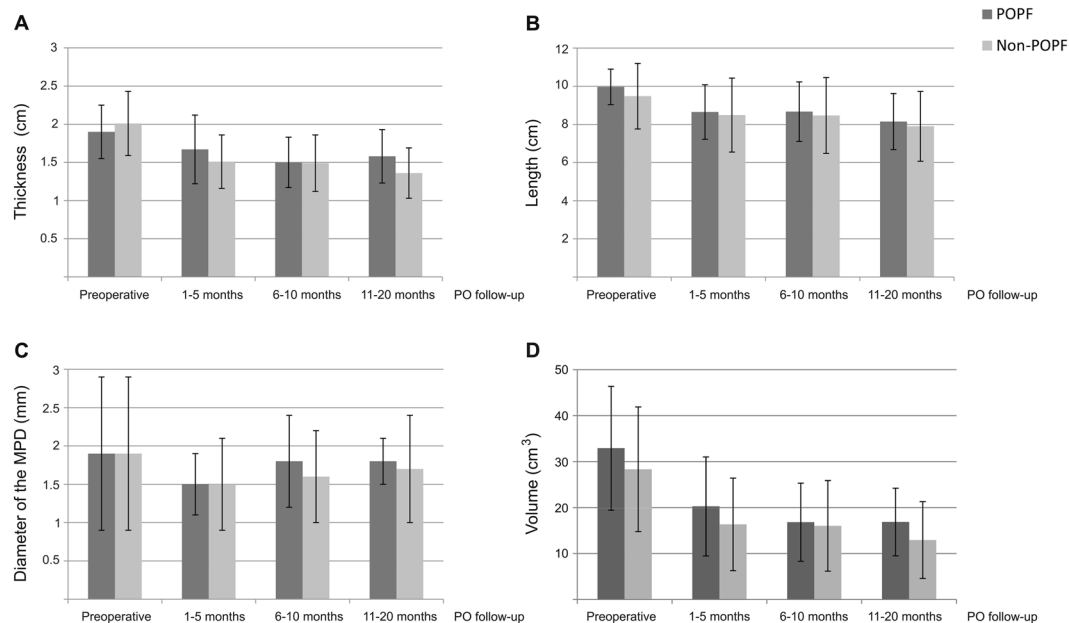 POPF
Non-POPF
A
Thickness (cm)
3
2.5
2
1.5
1
0.5
Preoperative 1-5 months 6-10 months 11-20 months PO follow-up
B
Length (cm)
12
10
8
6
4
2
Preoperative 1-5 months 6-10 months 11-20 months PO follow-up
C
Diameter of the MPD (mm)
3
2.5
2
1.5
1
0.5
Preoperative 1-5 months 6-10 months 11-20 months PO follow-up
D
Volume (cm³)
50
40
30
20
10
Preoperative 1-5 months 6-10 months 11-20 months PO follow-up